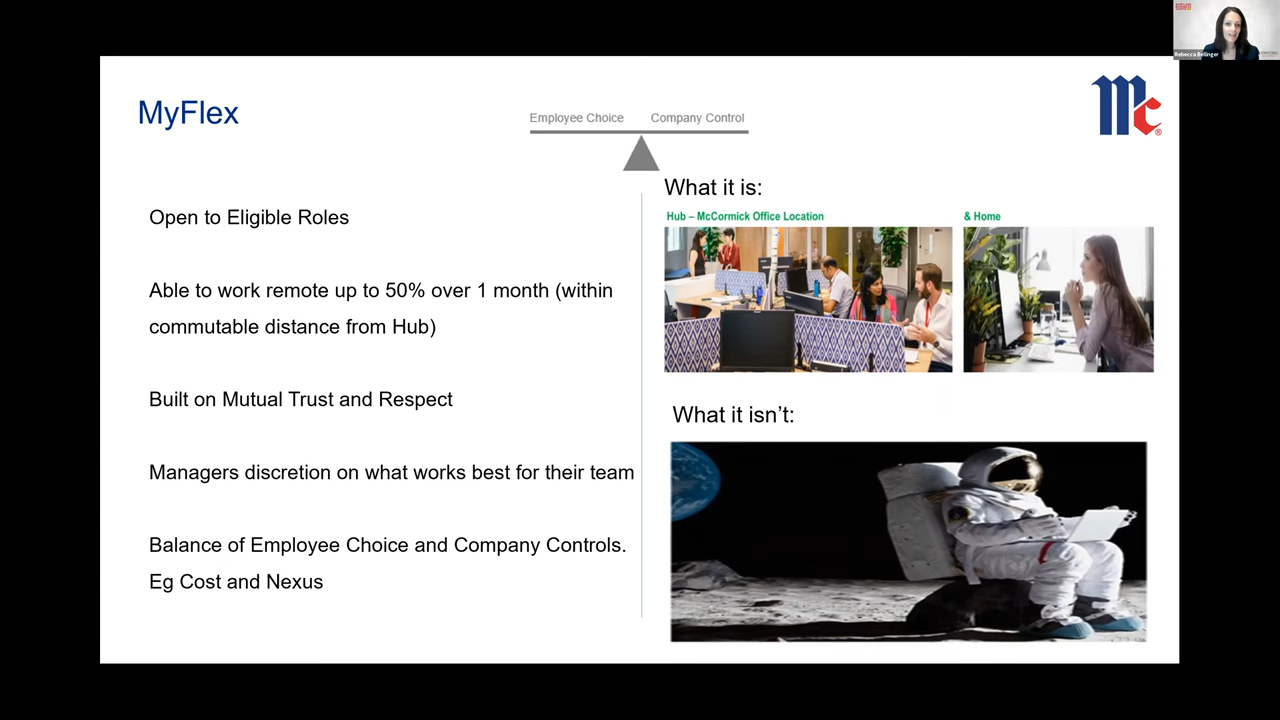 Rebecca Bellinger
MyFlex
Employee Choice Company Control
Mc
Open to Eligible Roles
Able to work remote up to 50% over 1 month (within
commutable distance from Hub)
Built on Mutual Trust and Respect
Managers discretion on what works best for their team
Balance of Employee Choice and Company Controls.
Eg Cost and Nexus
What it is:
Hub – McCormick Office Location
& Home
What it isn’t: